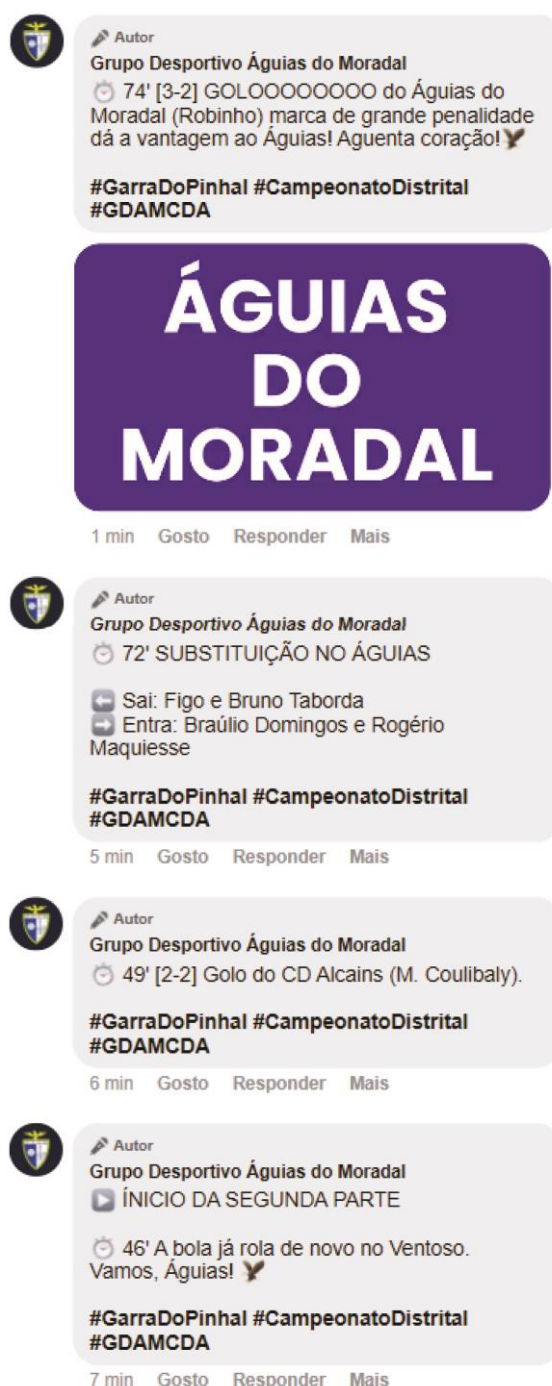 Autor
Grupo Desportivo Águias do Moradal
74' [3-2] GOLOOOOOOOO do Águias do
Moradal (Robinho) marca de grande penalidade
dá a vantagem ao Águias! Aguenta coração!
#GarraDoPinhal #CampeonatoDistrital
#GDAMCDA
ÁGUIAS
DO
MORADAL
1 min Gosto Responder Mais
Autor
Grupo Desportivo Águias do Moradal
72' SUBSTITUIÇÃO NO ÁGUIAS
Sai: Figo e Bruno Taborda
Entra: Braúlio Domingos e Rogério
Maquiesse
#GarraDoPinhal #CampeonatoDistrital
#GDAMCDA
5 min Gosto Responder Mais
Autor
Grupo Desportivo Águias do Moradal
49' [2-2] Golo do CD Alcains (M. Coulibaly).
#GarraDoPinhal #CampeonatoDistrital
#GDAMCDA
6 min Gosto Responder Mais
Autor
Grupo Desportivo Águias do Moradal
ÍNICIO DA SEGUNDA PARTE
46' A bola já rola de novo no Ventoso.
Vamos, Águias!
#GarraDoPinhal #CampeonatoDistrital
#GDAMCDA
7 min Gosto Responder Mais